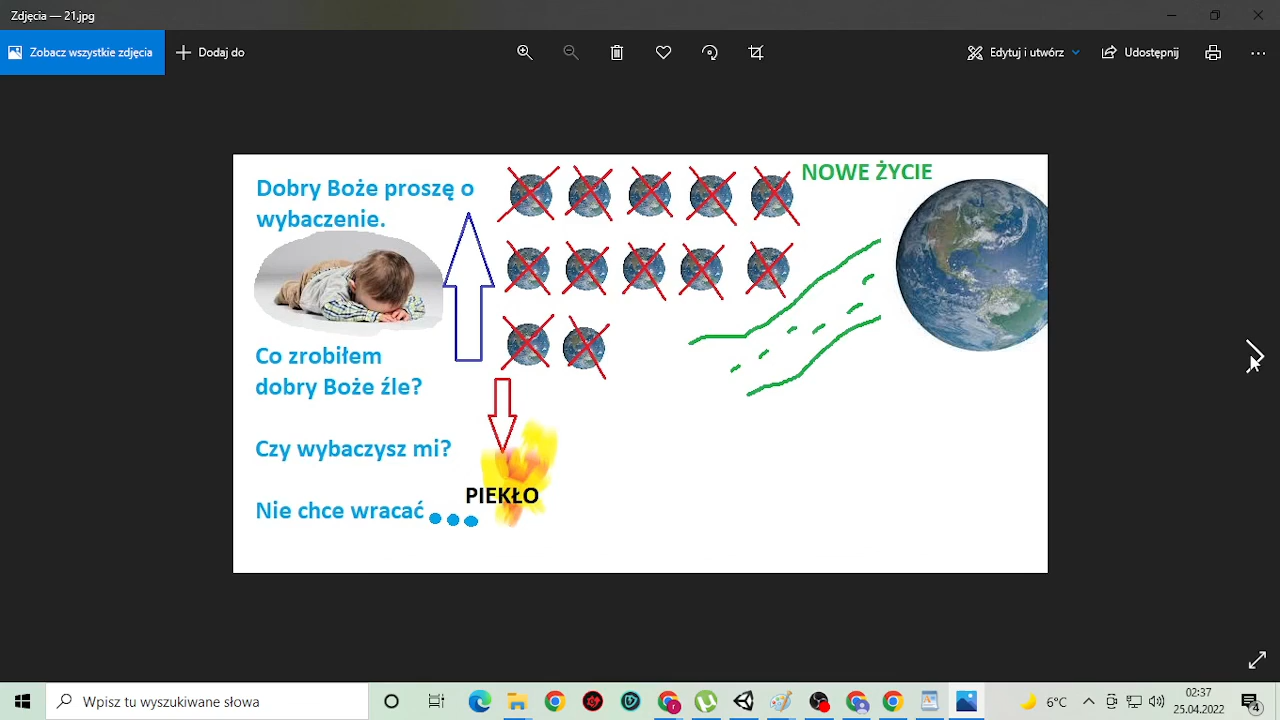 Zdjęcia — 21.jpg
Zobacz wszystkie zdjęcia
Dodaj do
Edytuj i utwórz
Udostępnij
Dobry Boże proszę o
wybaczenie.
NOWE ŻYCIE
Co zrobiłem
dobry Boże źle?
Czy wybaczysz mi?
PIEKŁO
Nie chce wracać ...
Wpisz tu wyszukiwane słowa
6°C
02:37
25.04.2022
4